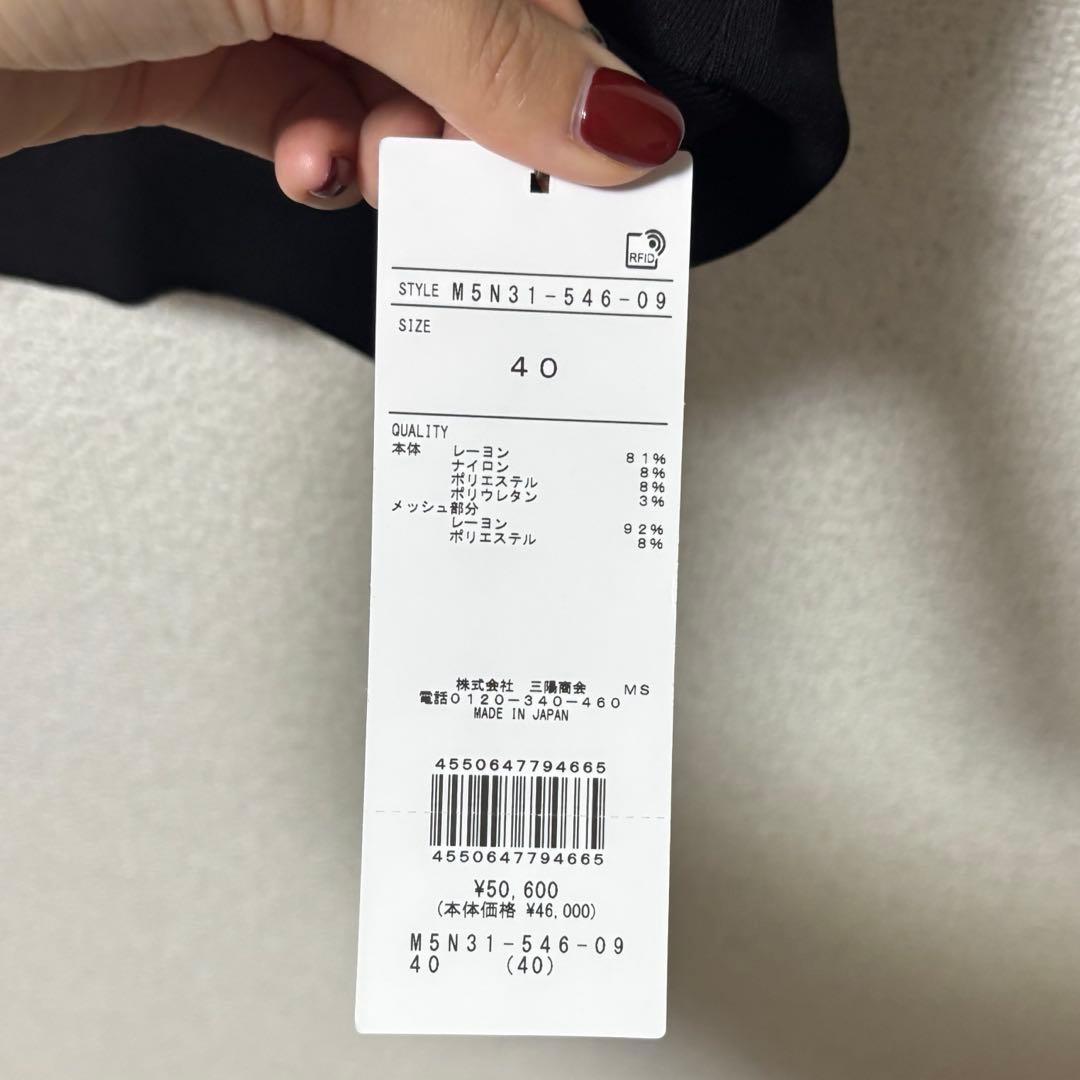 RFID
STYLE M5N31-546-09
SIZE
40
QUALITY
本体 レーヨン 81%
ナイロン 8%
ポリエステル 8%
ポリウレタン 3%
メッシュ部分
レーヨン 92%
ポリエステル 8%
株式会社 三陽商会 MS
電話0120-340-460
MADE IN JAPAN
4550647794665
4550647794665
¥50,600
(本体価格 ¥46,000)
M5N31-546-09
40 (40)